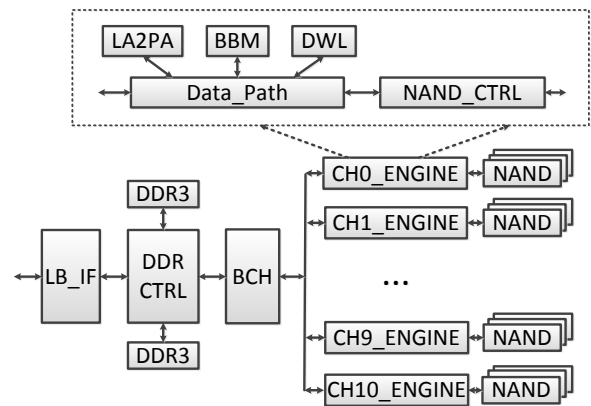 LA2PA BBM DWL
Data_Path NAND_CTRL
CH0_ENGINE NAND
DDR3
CH1_ENGINE NAND
LB_IF DDR CTRL BCH
...
DDR3
CH9_ENGINE NAND
CH10_ENGINE NAND